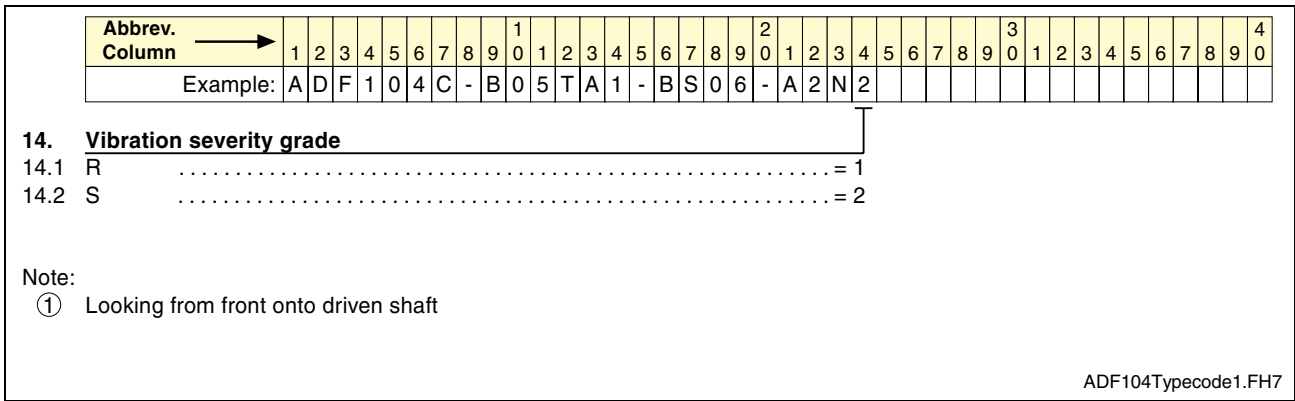 Abbrev. 1 2 3 4
Column 1 2 3 4 5 6 7 8 9 0 1 2 3 4 5 6 7 8 9 0 1 2 3 4 5 6 7 8 9 0 1 2 3 4 5 6 7 8 9 0
Example: A D F 1 0 4 C - B 0 5 T A 1 - B S 0 6 - A 2 N 2
14. Vibration severity grade
14.1 R . . . . . . . . . . . . . . . . . . . . . . . . . . . . . . . . . . . . . . . . . . . . . . . . . . . . . . . . . . = 1
14.2 S . . . . . . . . . . . . . . . . . . . . . . . . . . . . . . . . . . . . . . . . . . . . . . . . . . . . . . . . . . = 2
Note:
① Looking from front onto driven shaft
ADF104Typecode1.FH7